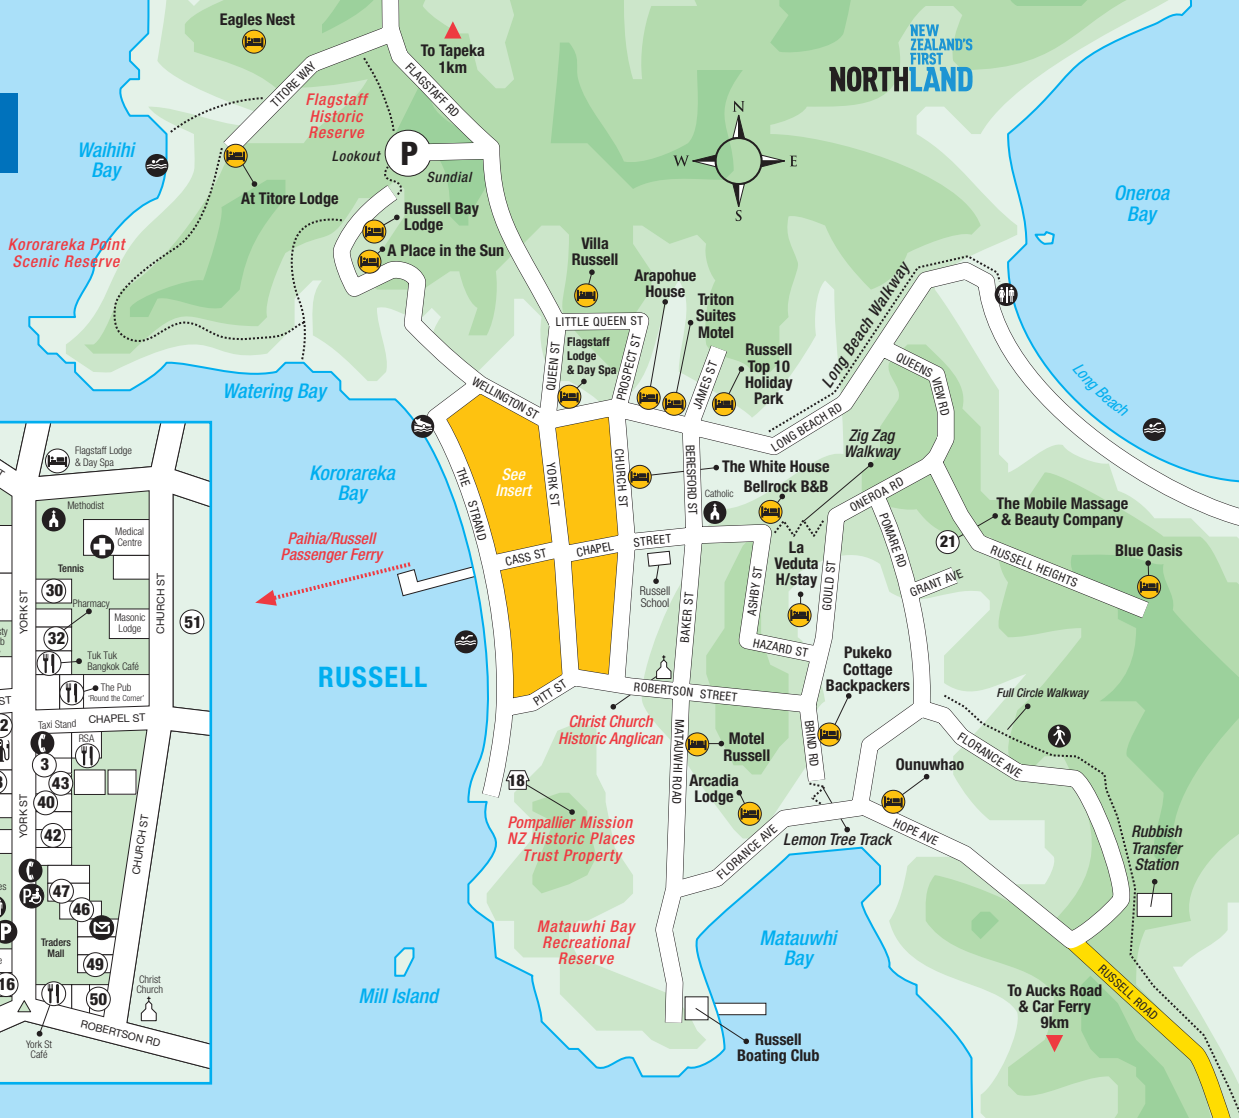 Eagles Nest
To Tapeka
1km
NEW
ZEALAND'S
FIRST
NORTHLAND
TITORE WAY
FLAGSTAFF RD
Flagstaff
Historic
Reserve
Lookout
P
Sundial
N
W
E
S
Waihihi
Bay
At Titore Lodge
Oneroa
Bay
Kororareka Point
Scenic Reserve
Russell Bay
Lodge
A Place in the Sun
Villa
Russell
Arapohue
House
Triton
Suites
Motel
Russell
Top 10
Holiday
Park
Long Beach Walkway
LITTLE QUEEN ST
QUEEN ST
PROSPECT ST
JAMES ST
Flagstaff
Lodge
& Day Spa
LONG BEACH RD
QUEENS VIEW RD
Long Beach
Watering Bay
WELLINGTON ST
Zig Zag
Walkway
Kororareka
Bay
THE STRAND
See
Insert
YORK ST
CHURCH ST
BERESFORD ST
The White House
Bellrock B&B
Catholic
ONEROA RD
POMARE RD
The Mobile Massage
& Beauty Company
21
RUSSELL HEIGHTS
Blue Oasis
Paihia/Russell
Passenger Ferry
CASS ST
CHAPEL STREET
Russell
School
BAKER ST
ASHBY ST
La
Veduta
H/stay
GOULD ST
GRANT AVE
HAZARD ST
RUSSELL
PITT ST
ROBERTSON STREET
Pukeko
Cottage
Backpackers
Full Circle Walkway
Christ Church
Historic Anglican
MATAUWHI ROAD
Motel
Russell
BRIND RD
FLORANCE AVE
18
Arcadia
Lodge
Ounuwhao
Pompallier Mission
NZ Historic Places
Trust Property
FLORANCE AVE
Lemon Tree Track
HOPE AVE
Rubbish
Transfer
Station
Matauwhi Bay
Recreational
Reserve
Matauwhi
Bay
Mill Island
To Aucks Road
& Car Ferry
9km
RUSSELL ROAD
Russell
Boating Club
Flagstaff Lodge
& Day Spa
Methodist
Medical
Centre
Tennis
30
YORK ST
Pharmacy
CHURCH ST
32
Masonic
Lodge
51
Tuk Tuk
Bangkok Café
The Pub
'Round the Corner'
ST
CHAPEL ST
Taxi Stand
RSA
3
43
40
YORK ST
42
CHURCH ST
47
46
P
P
Traders
Mall
49
16
50
Christ
Church
ROBERTSON RD
York St
Café